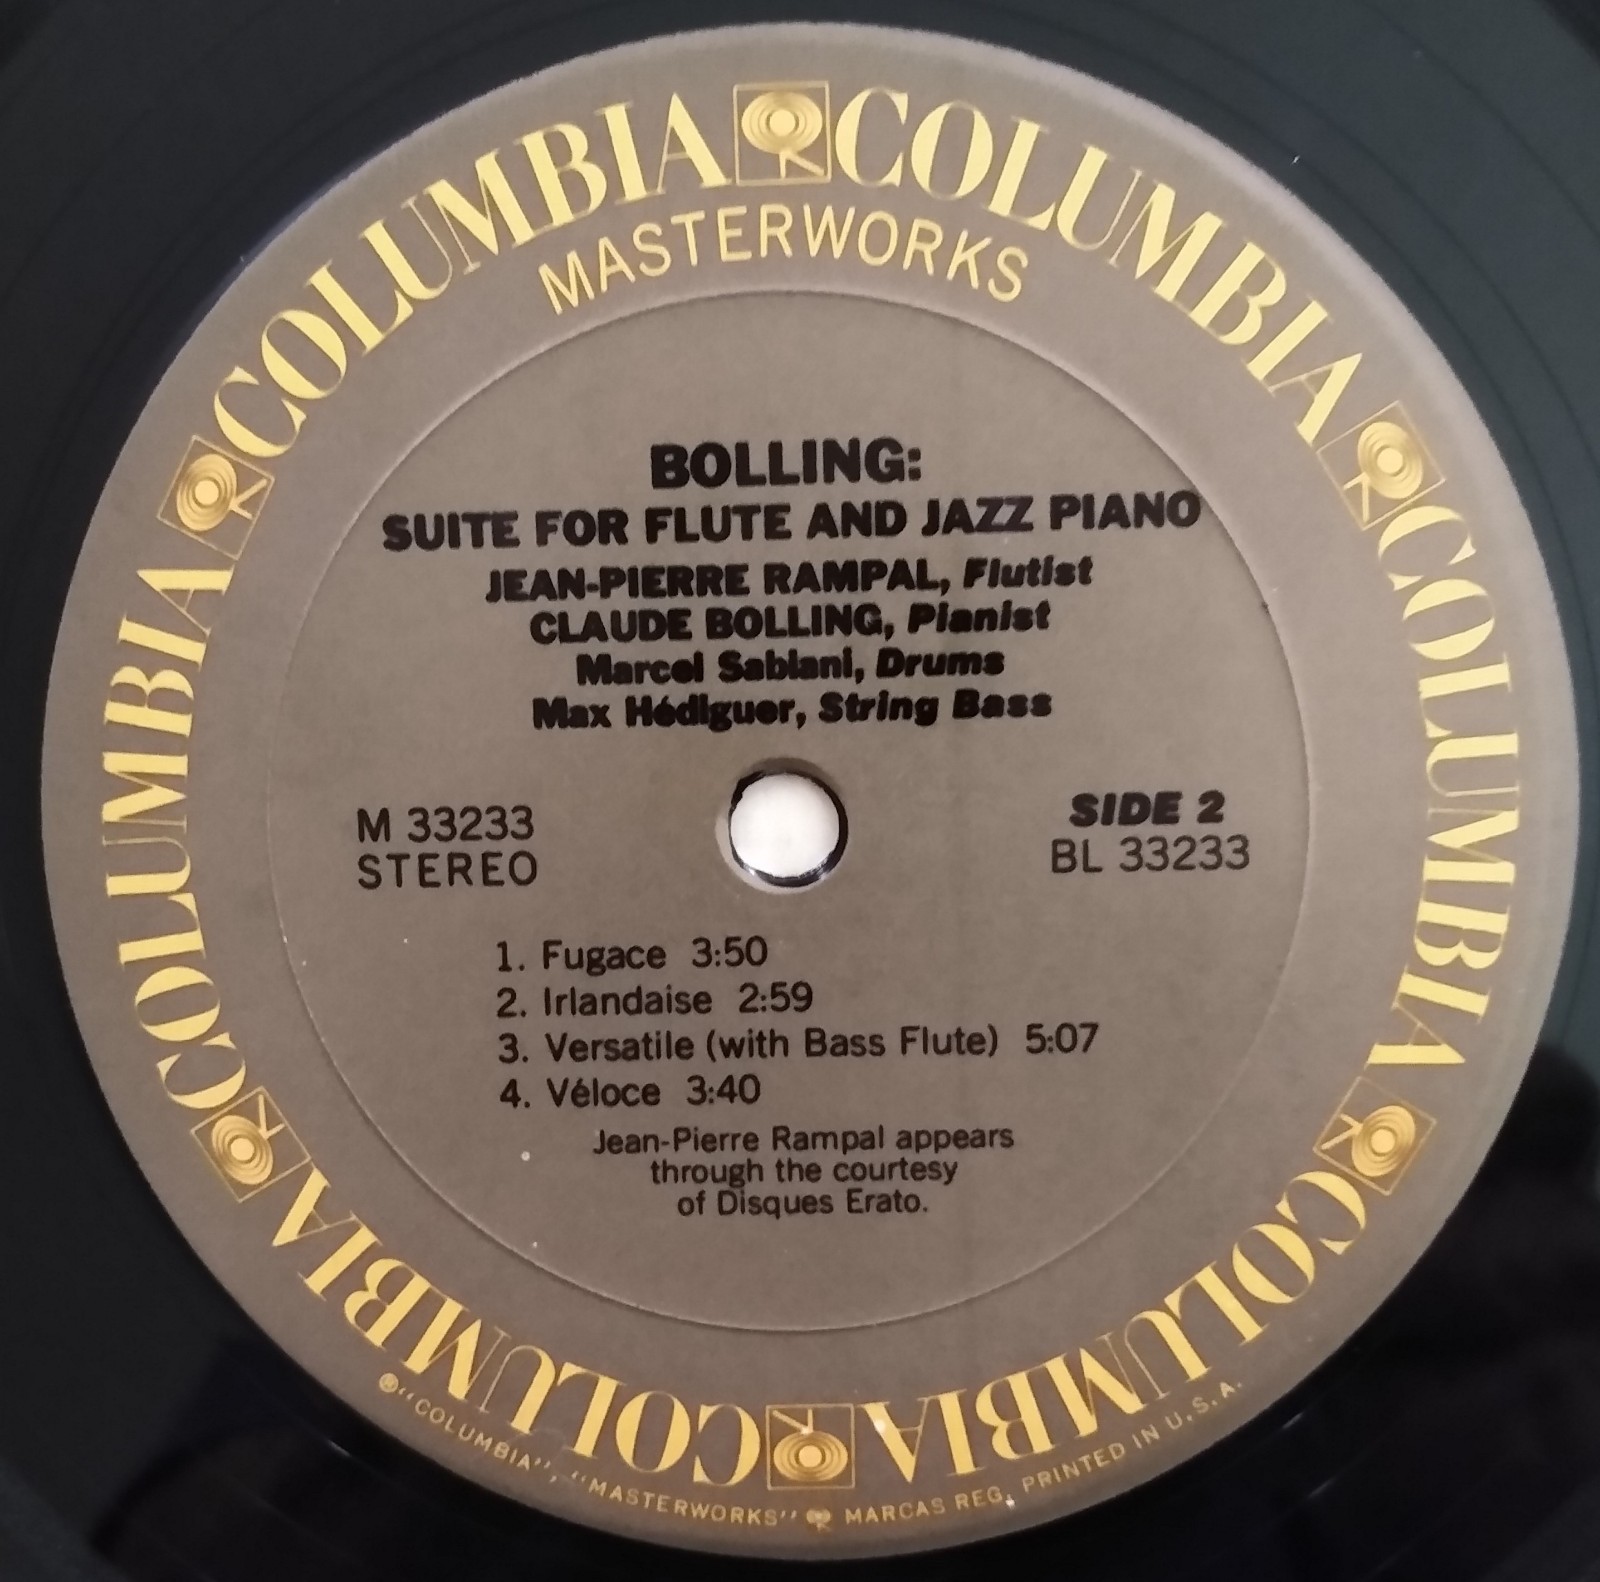 COLUMBIA COLUMBIA COLUMBIA COLUMBIA COLUMBIA COLUMBIA
MASTERWORKS
BOLLING:
SUITE FOR FLUTE AND JAZZ PIANO
JEAN-PIERRE RAMPAL, Flutist
CLAUDE BOLLING, Pianist
Marcel Sabiani, Drums
Max Hédiguer, String Bass
M 33233
STEREO
SIDE 2
BL 33233
1. Fugace 3:50
2. Irlandaise 2:59
3. Versatile (with Bass Flute) 5:07
4. Véloce 3:40
Jean-Pierre Rampal appears
through the courtesy
of Disques Erato.
® "COLUMBIA", "MASTERWORKS" MARCAS REG. PRINTED IN U.S.A.